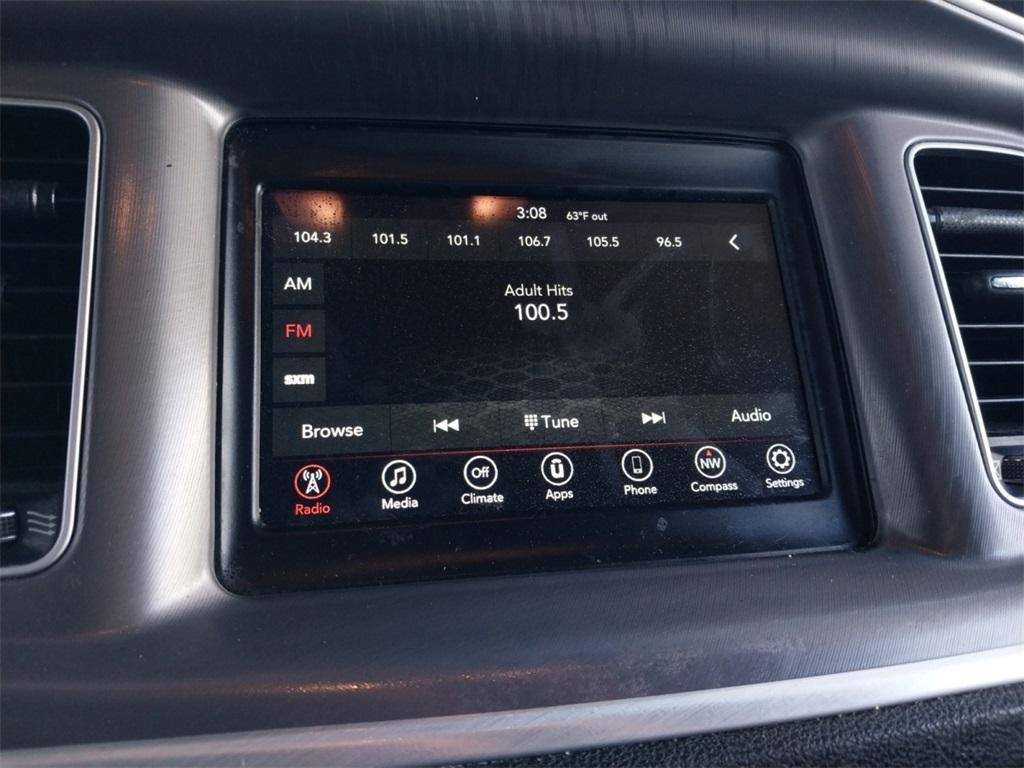 3:08 63°F out
104.3 101.5 101.1 106.7 105.5 96.5
AM
Adult Hits
100.5
FM
sxm
Browse Tune Audio
Off NW
Radio Media Climate Apps Phone Compass Settings